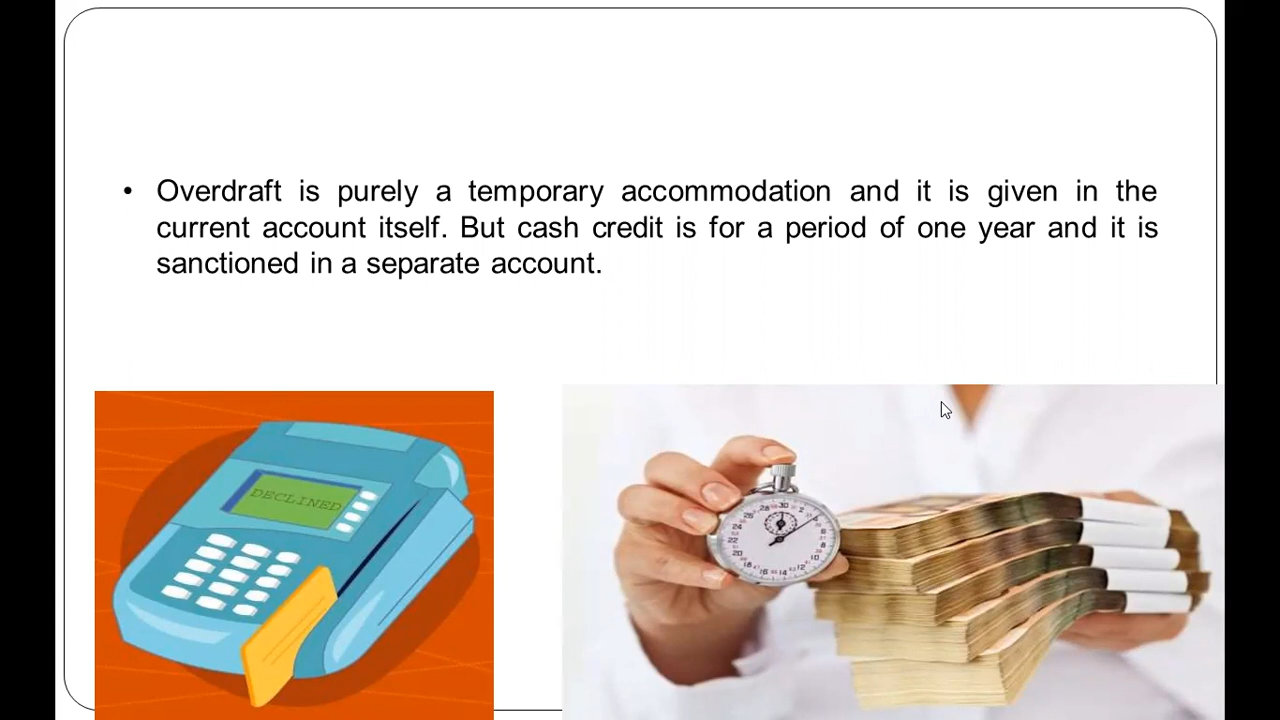 • Overdraft is purely a temporary accommodation and it is given in the
current account itself. But cash credit is for a period of one year and it is
sanctioned in a separate account.
DECLINED